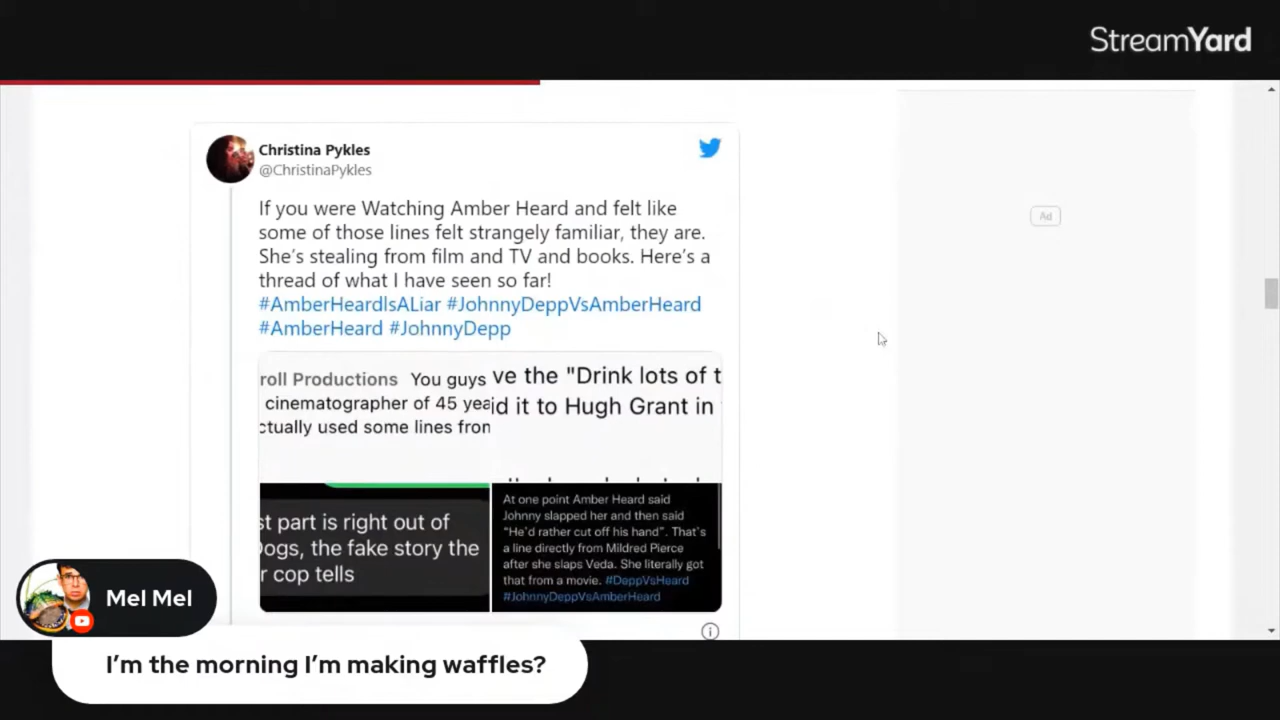 StreamYard
Christina Pykles
@ChristinaPykles
If you were Watching Amber Heard and felt like
some of those lines felt strangely familiar, they are.
She's stealing from film and TV and books. Here's a
thread of what I have seen so far!
#AmberHeardIsALiar #JohnnyDeppVsAmberHeard
#AmberHeard #JohnnyDepp
roll Productions You guys
cinematographer of 45 yea
ctually used some lines fron
ve the "Drink lots of t
id it to Hugh Grant in
st part is right out of
Dogs, the fake story the
r cop tells
At one point Amber Heard said
Johnny slapped her and then said
"He'd rather cut off his hand". That's
a line directly from Mildred Pierce
after she slaps Veda. She literally got
that from a movie. #DeppVsHeard
#JohnnyDeppVsAmberHeard
Ad
Mel Mel
I'm the morning I'm making waffles?